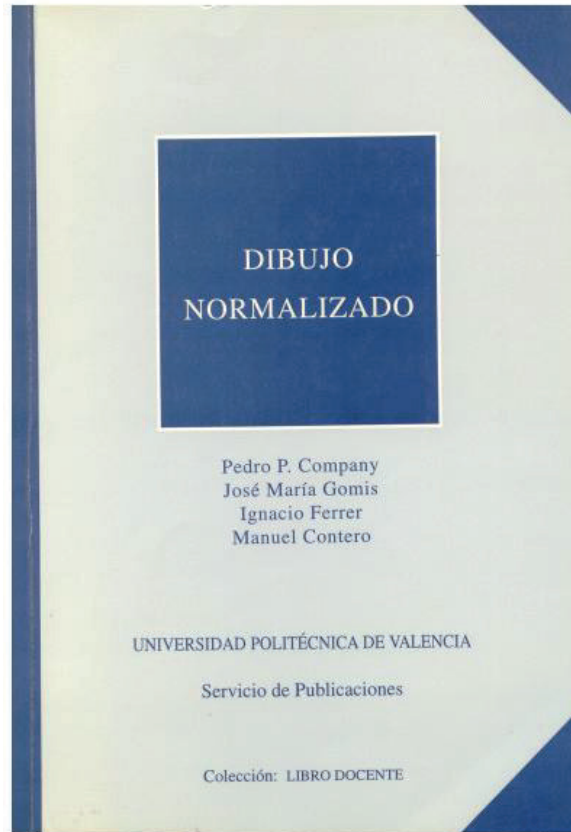 DIBUJO
NORMALIZADO
Pedro P. Company
José María Gomis
Ignacio Ferrer
Manuel Contero
UNIVERSIDAD POLITÉCNICA DE VALENCIA
Servicio de Publicaciones
Colección: LIBRO DOCENTE